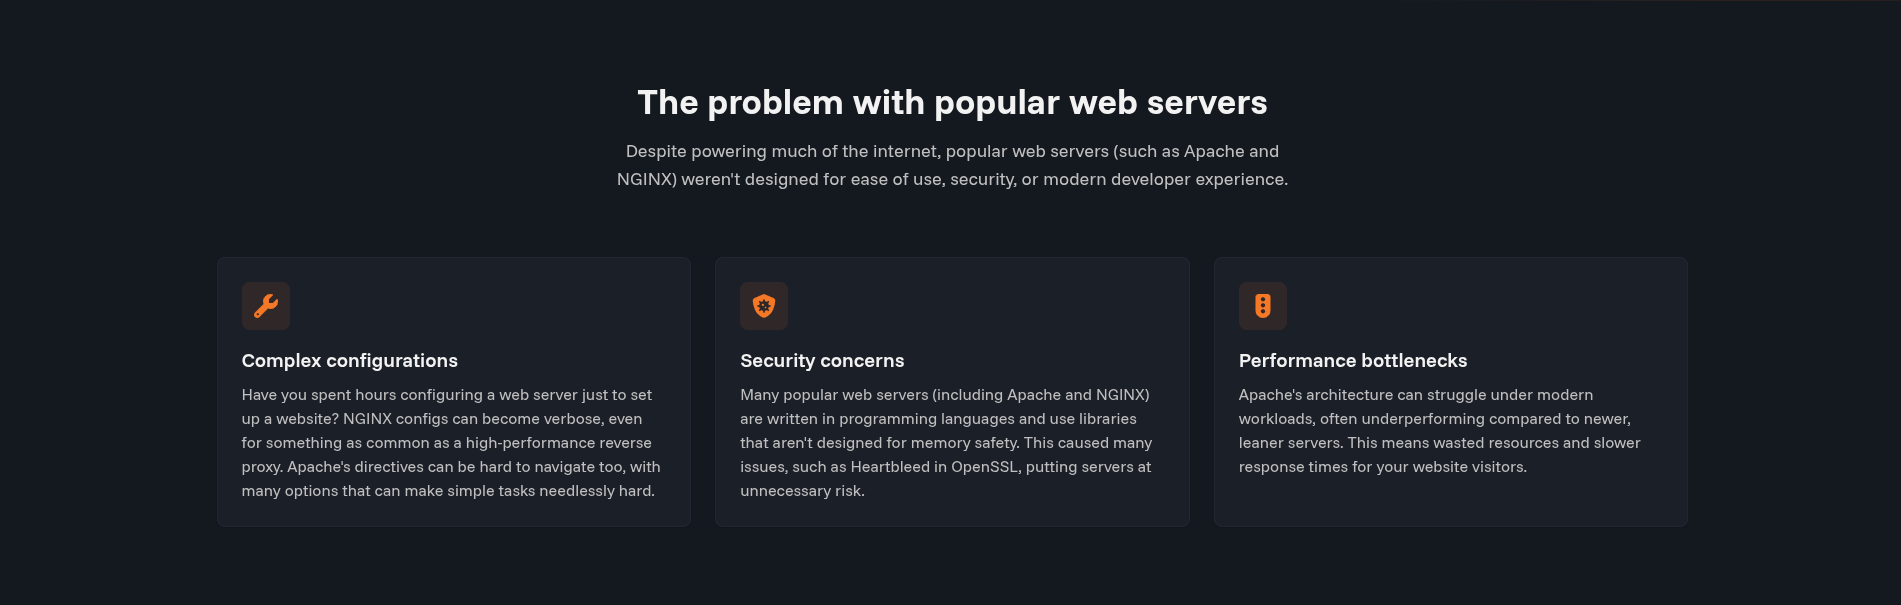 The problem with popular web servers
Despite powering much of the internet, popular web servers (such as Apache and
NGINX) weren't designed for ease of use, security, or modern developer experience.
Complex configurations
Have you spent hours configuring a web server just to set
up a website? NGINX configs can become verbose, even
for something as common as a high-performance reverse
proxy. Apache's directives can be hard to navigate too, with
many options that can make simple tasks needlessly hard.
Security concerns
Many popular web servers (including Apache and NGINX)
are written in programming languages and use libraries
that aren't designed for memory safety. This caused many
issues, such as Heartbleed in OpenSSL, putting servers at
unnecessary risk.
Performance bottlenecks
Apache's architecture can struggle under modern
workloads, often underperforming compared to newer,
leaner servers. This means wasted resources and slower
response times for your website visitors.